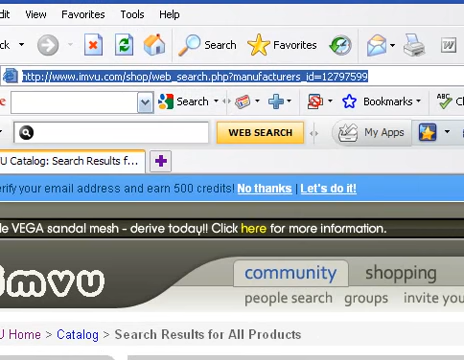 dit View Favorites Tools Help
ck Search Favorites
http://www.imvu.com/shop/web_search.php?manufacturers_id=12797599
e Search Bookmarks ABC C
WEB SEARCH My Apps
U Catalog: Search Results f...
erify your email address and earn 500 credits! No thanks | Let's do it!
le VEGA sandal mesh - derive today!! Click here for more information.
imvu community shopping
people search groups invite you
U Home > Catalog > Search Results for All Products